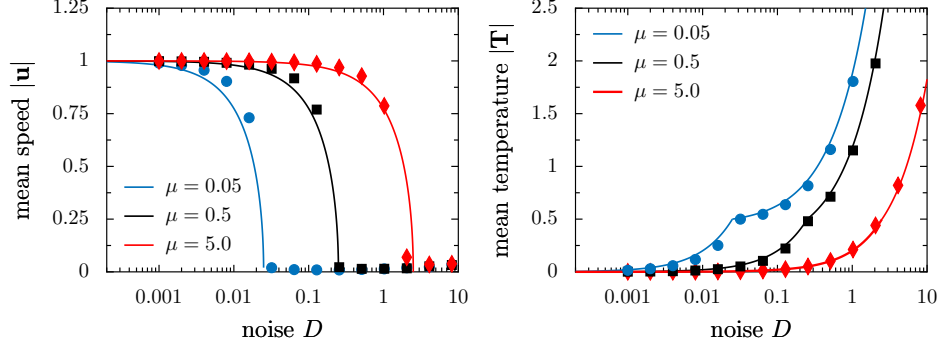 mean speed |u|
1.25
1
0.75
0.5
0.25
0
μ = 0.05
μ = 0.5
μ = 5.0
0.001
0.01
0.1
1
10
noise D
mean temperature |T|
2.5
2
1.5
1
0.5
0
μ = 0.05
μ = 0.5
μ = 5.0
0.001
0.01
0.1
1
10
noise D